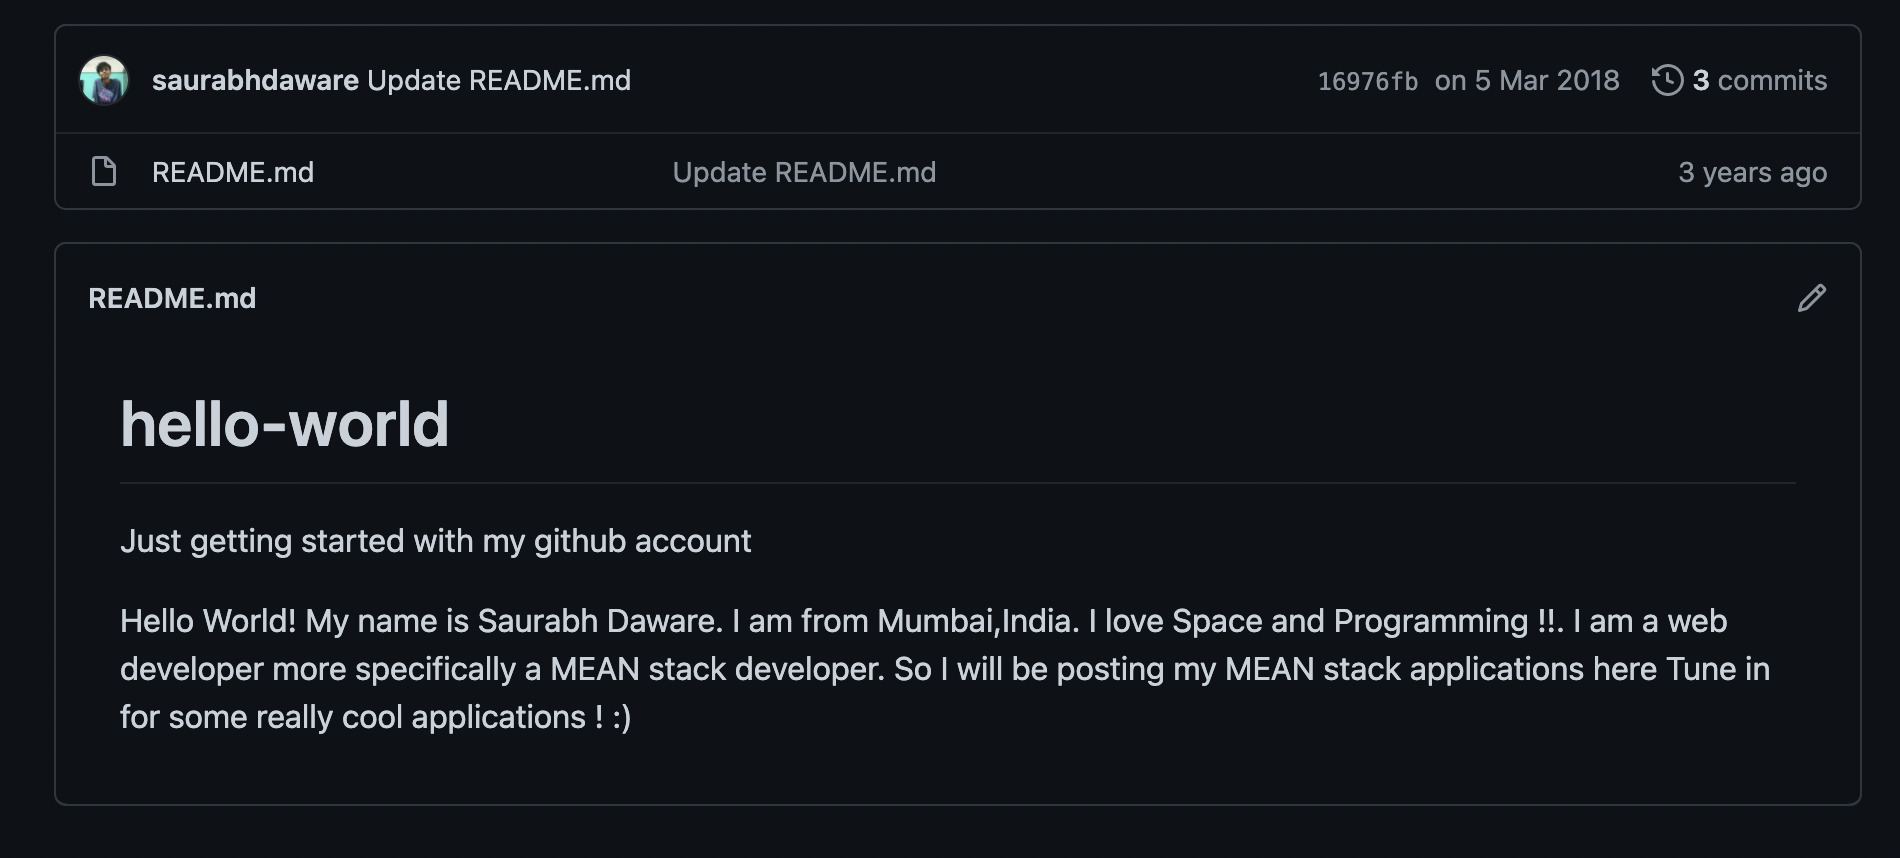 saurabhdaware Update README.md 16976fb on 5 Mar 2018 3 commits
README.md Update README.md 3 years ago
README.md
hello-world
Just getting started with my github account
Hello World! My name is Saurabh Daware. I am from Mumbai,India. I love Space and Programming !!. I am a web
developer more specifically a MEAN stack developer. So I will be posting my MEAN stack applications here Tune in
for some really cool applications ! :)